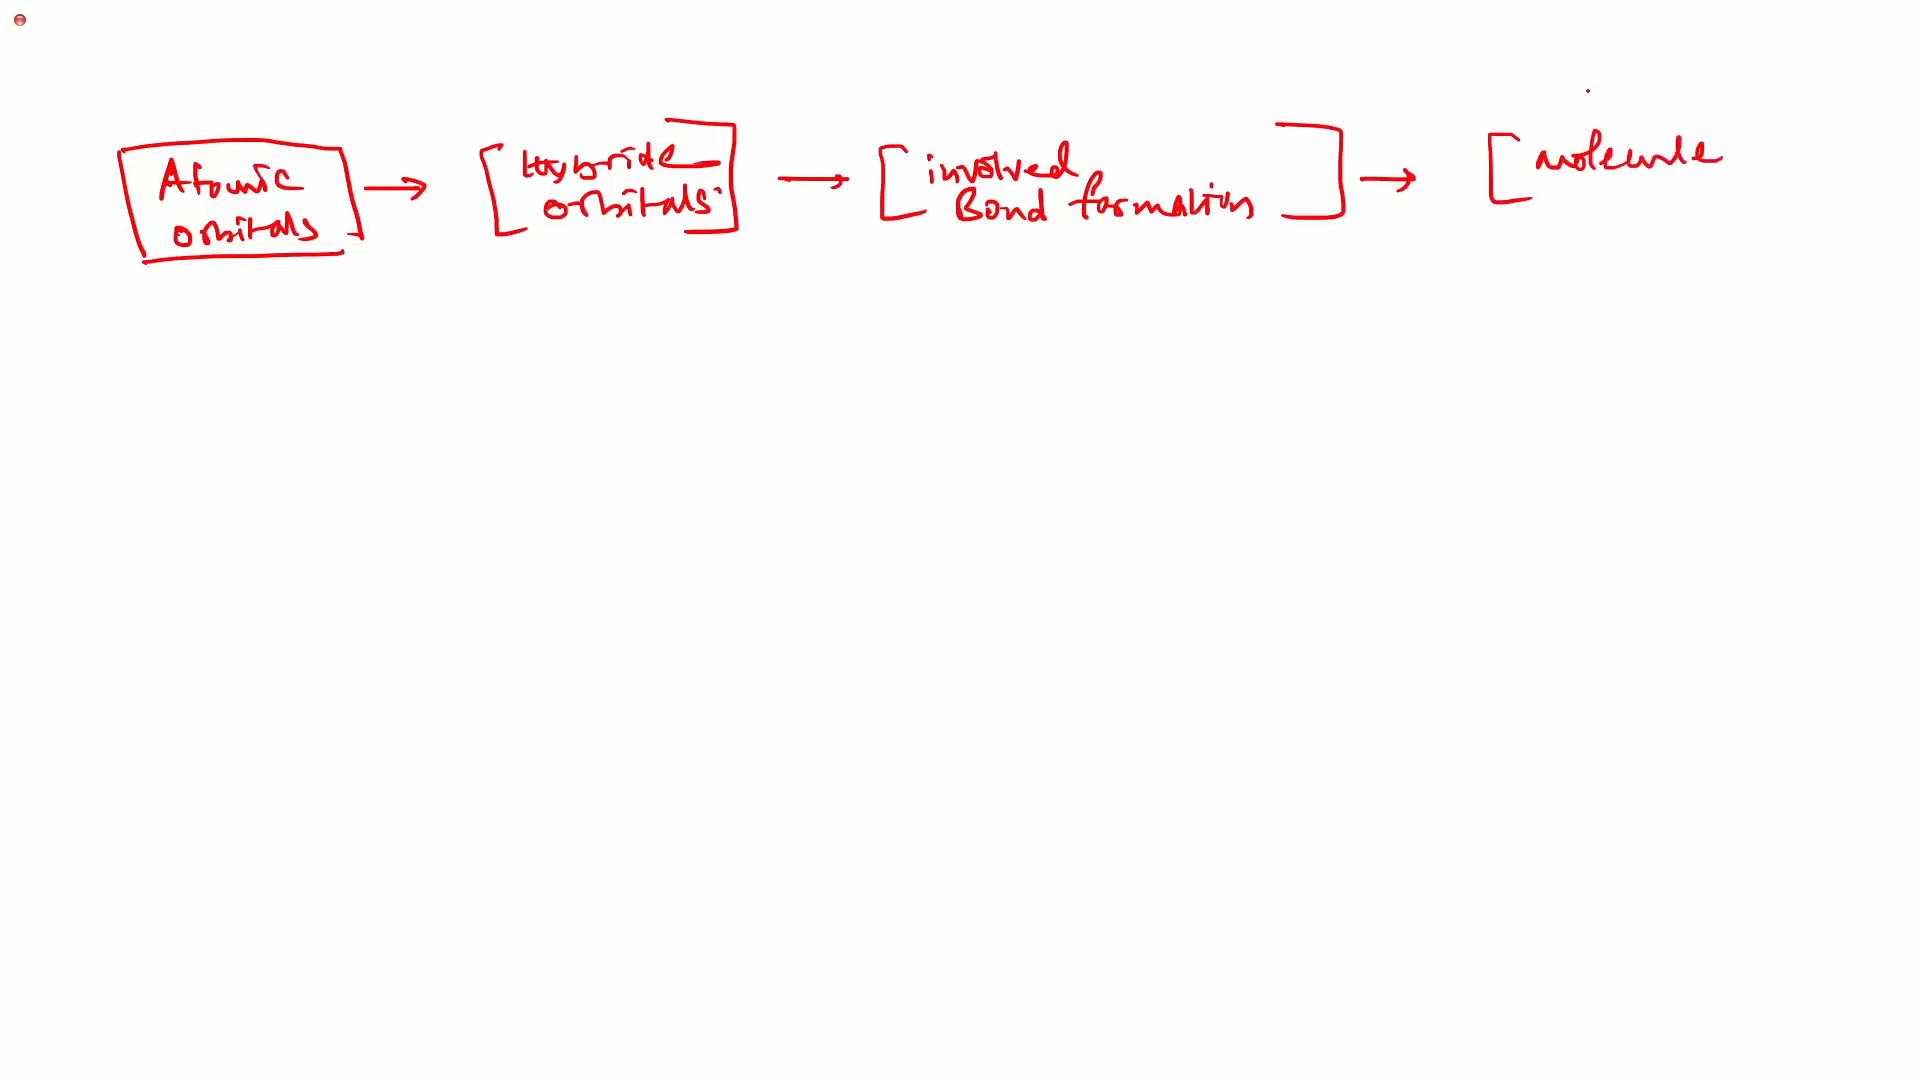 Atomic
orbitals
Hybride
orbitals
involved
Bond formation
molecule